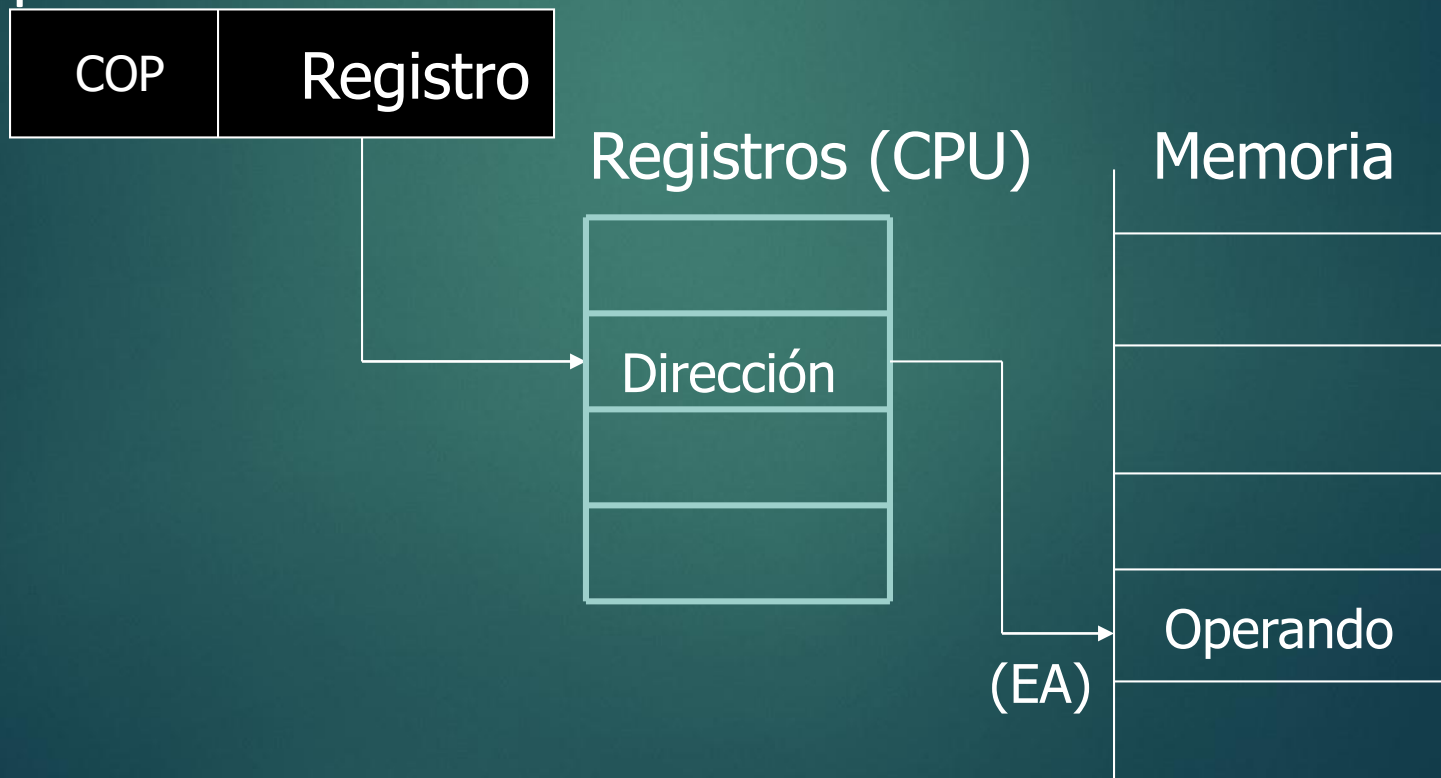 COP
Registro
Registros (CPU)
Memoria
Dirección
Operando
(EA)